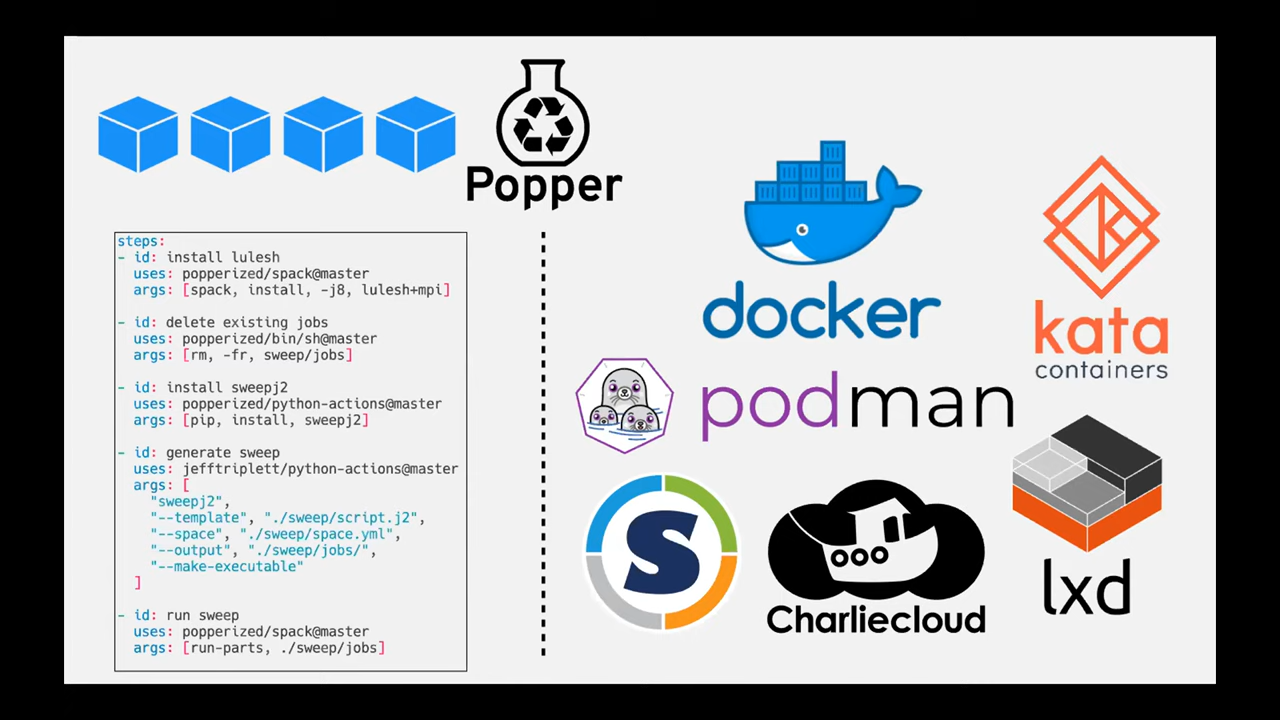 Popper
steps:
- id: install lulesh
  uses: popperized/spack@master
  args: [spack, install, -j8, lulesh+mpi]
- id: delete existing jobs
  uses: popperized/bin/sh@master
  args: [rm, -fr, sweep/jobs]
- id: install sweepj2
  uses: popperized/python-actions@master
  args: [pip, install, sweepj2]
- id: generate sweep
  uses: jefftriplett/python-actions@master
  args: [
    "sweepj2",
    "--template", "./sweep/script.j2",
    "--space", "./sweep/space.yml",
    "--output", "./sweep/jobs/",
    "--make-executable"
  ]
- id: run sweep
  uses: popperized/spack@master
  args: [run-parts, ./sweep/jobs]
docker
kata
containers
podman
S
Charliecloud
lxd